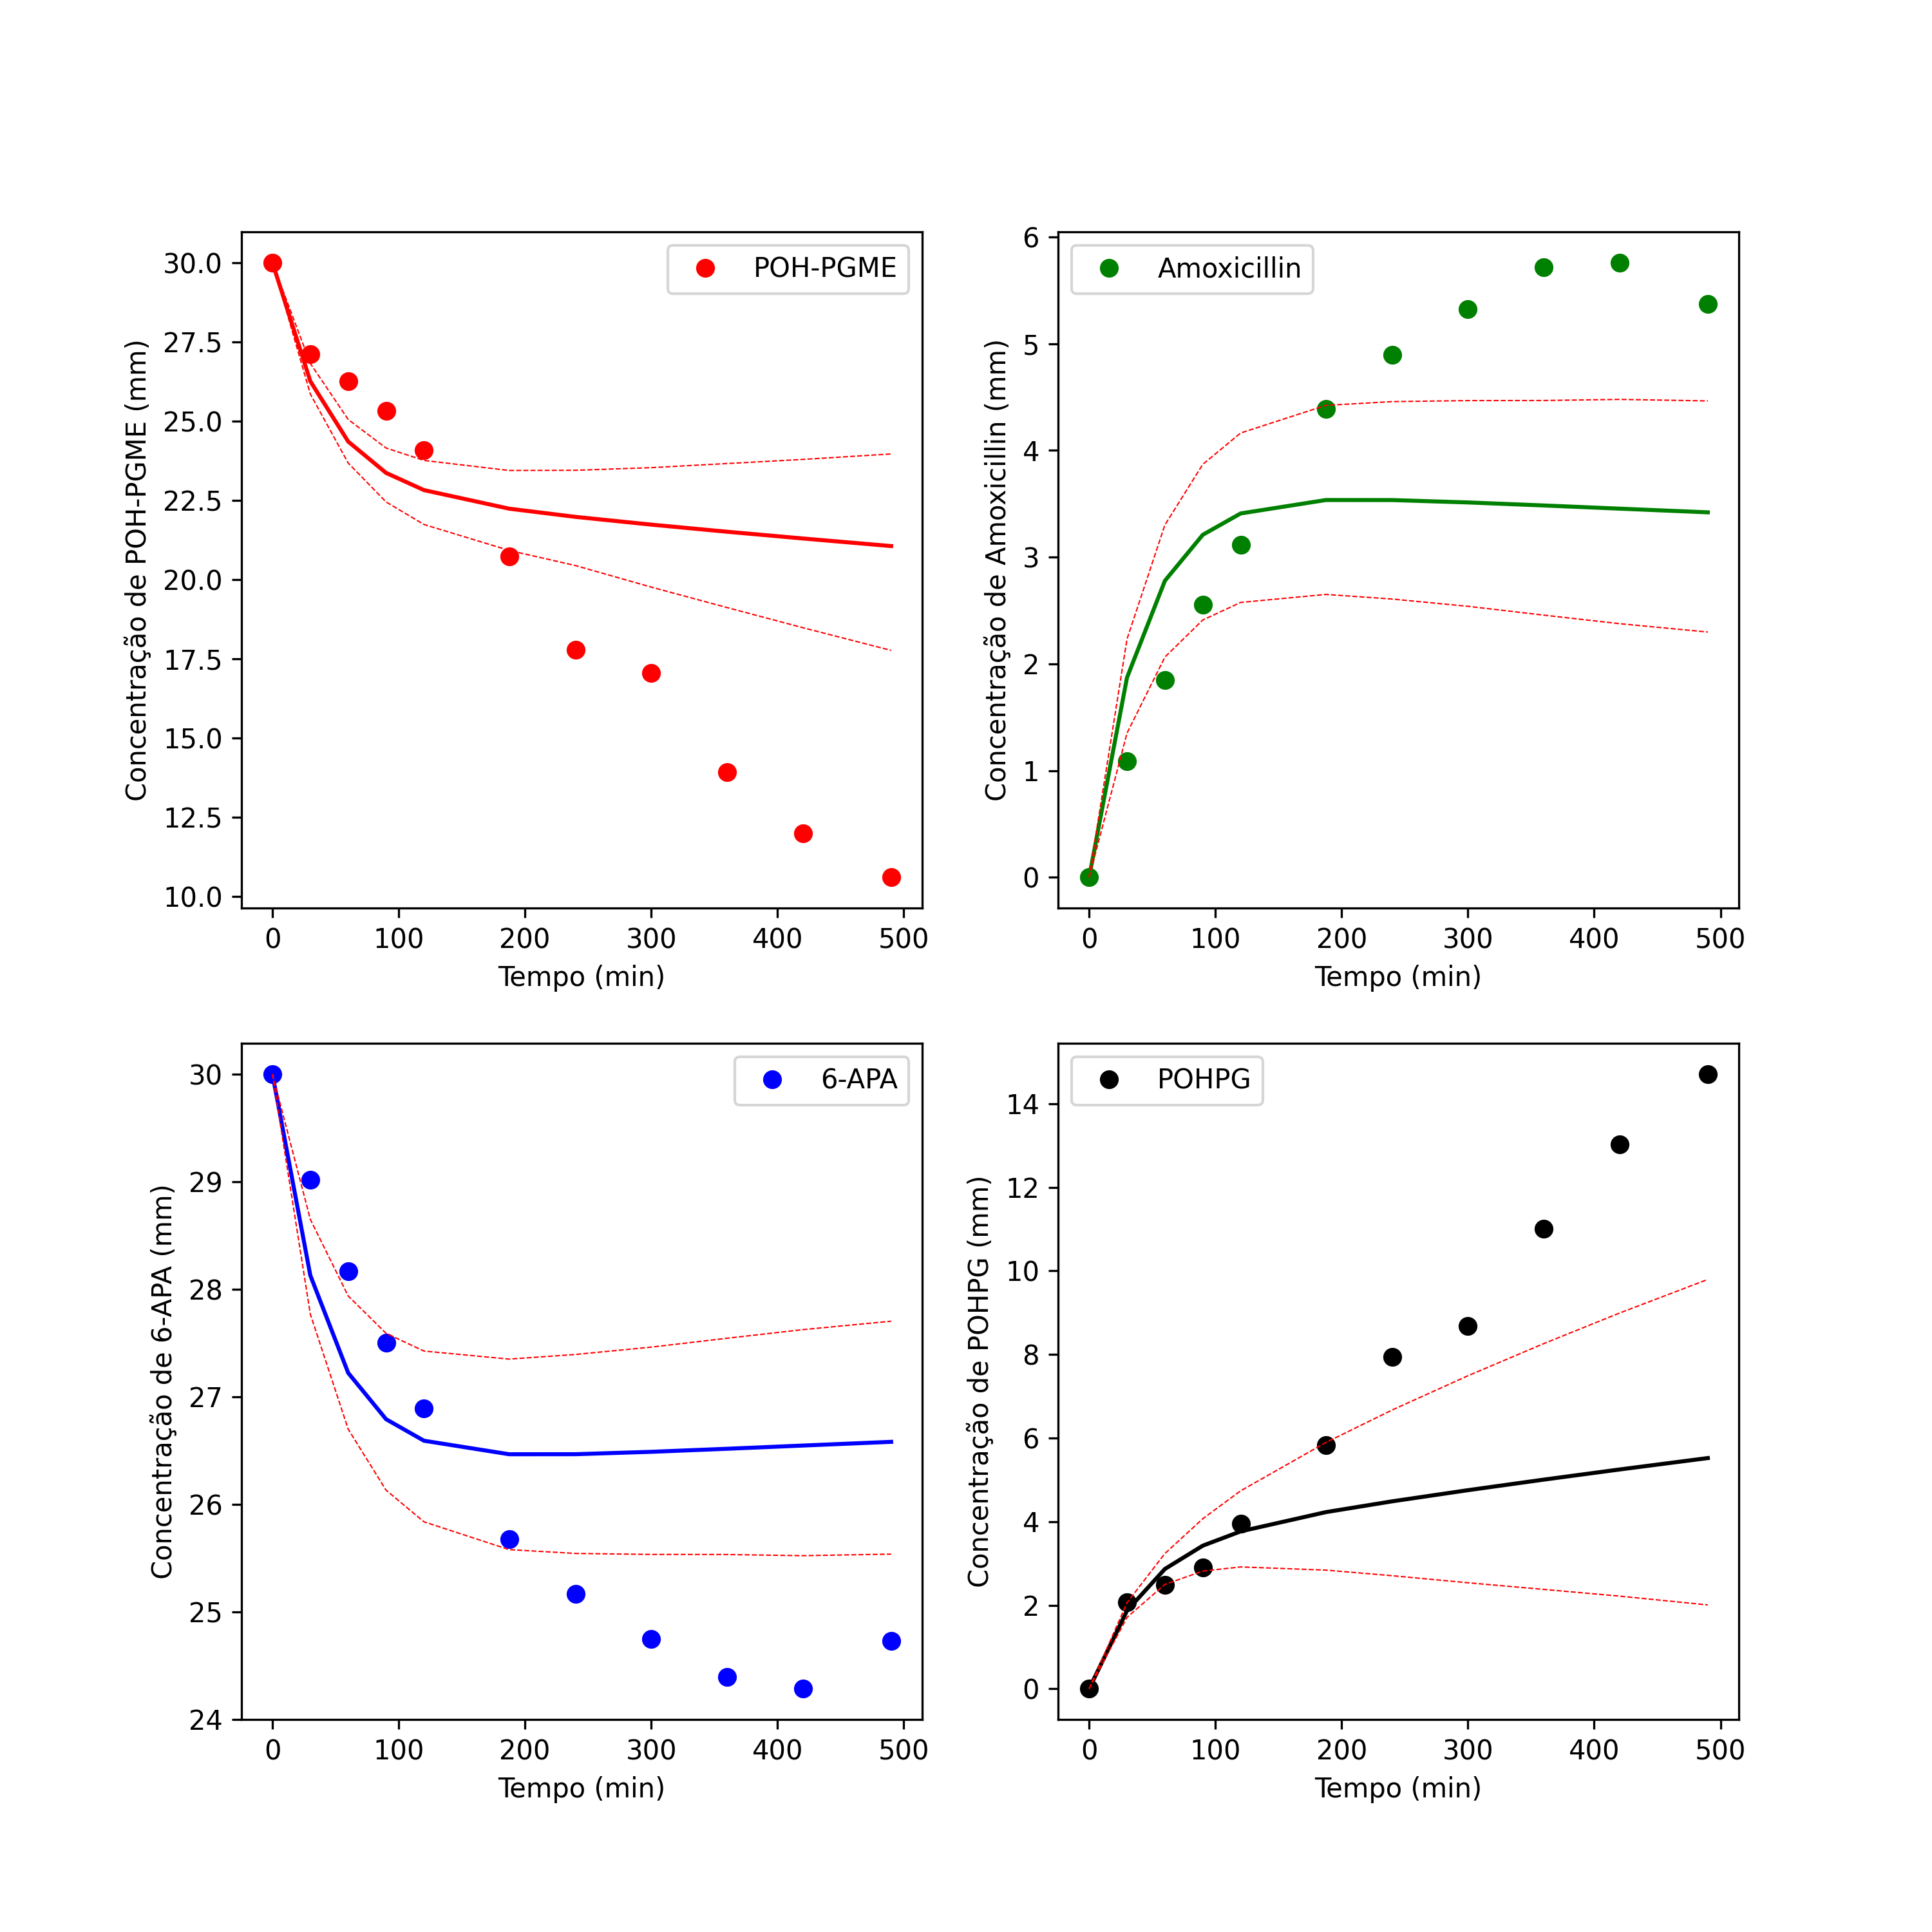 Concentração de POH-PGME (mm)
30.0
27.5
25.0
22.5
20.0
17.5
15.0
12.5
10.0
POH-PGME
0 100 200 300 400 500
Tempo (min)
Concentração de Amoxicillin (mm)
6
5
4
3
2
1
0
Amoxicillin
0 100 200 300 400 500
Tempo (min)
Concentração de 6-APA (mm)
30
29
28
27
26
25
24
6-APA
0 100 200 300 400 500
Tempo (min)
Concentração de POHPG (mm)
14
12
10
8
6
4
2
0
POHPG
0 100 200 300 400 500
Tempo (min)